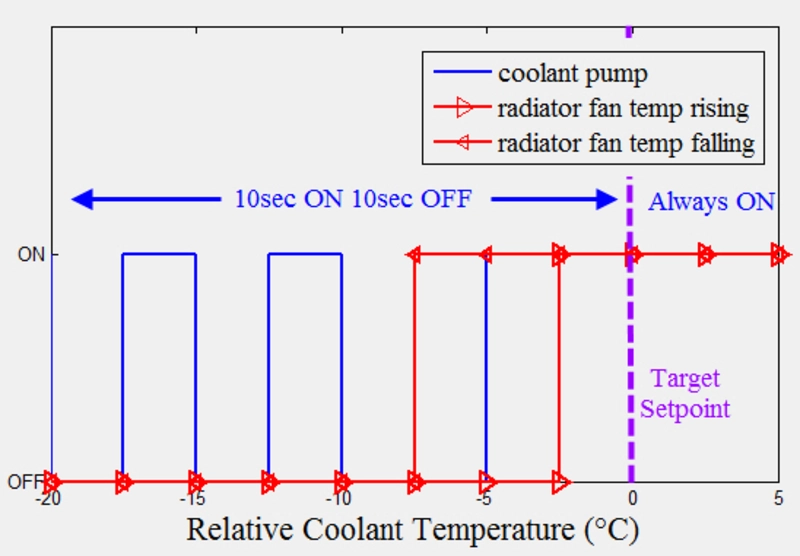 coolant pump
radiator fan temp rising
radiator fan temp falling
10sec ON 10sec OFF
Always ON
ON
Target
Setpoint
OFF
-20 -15 -10 -5 0 5
Relative Coolant Temperature (°C)